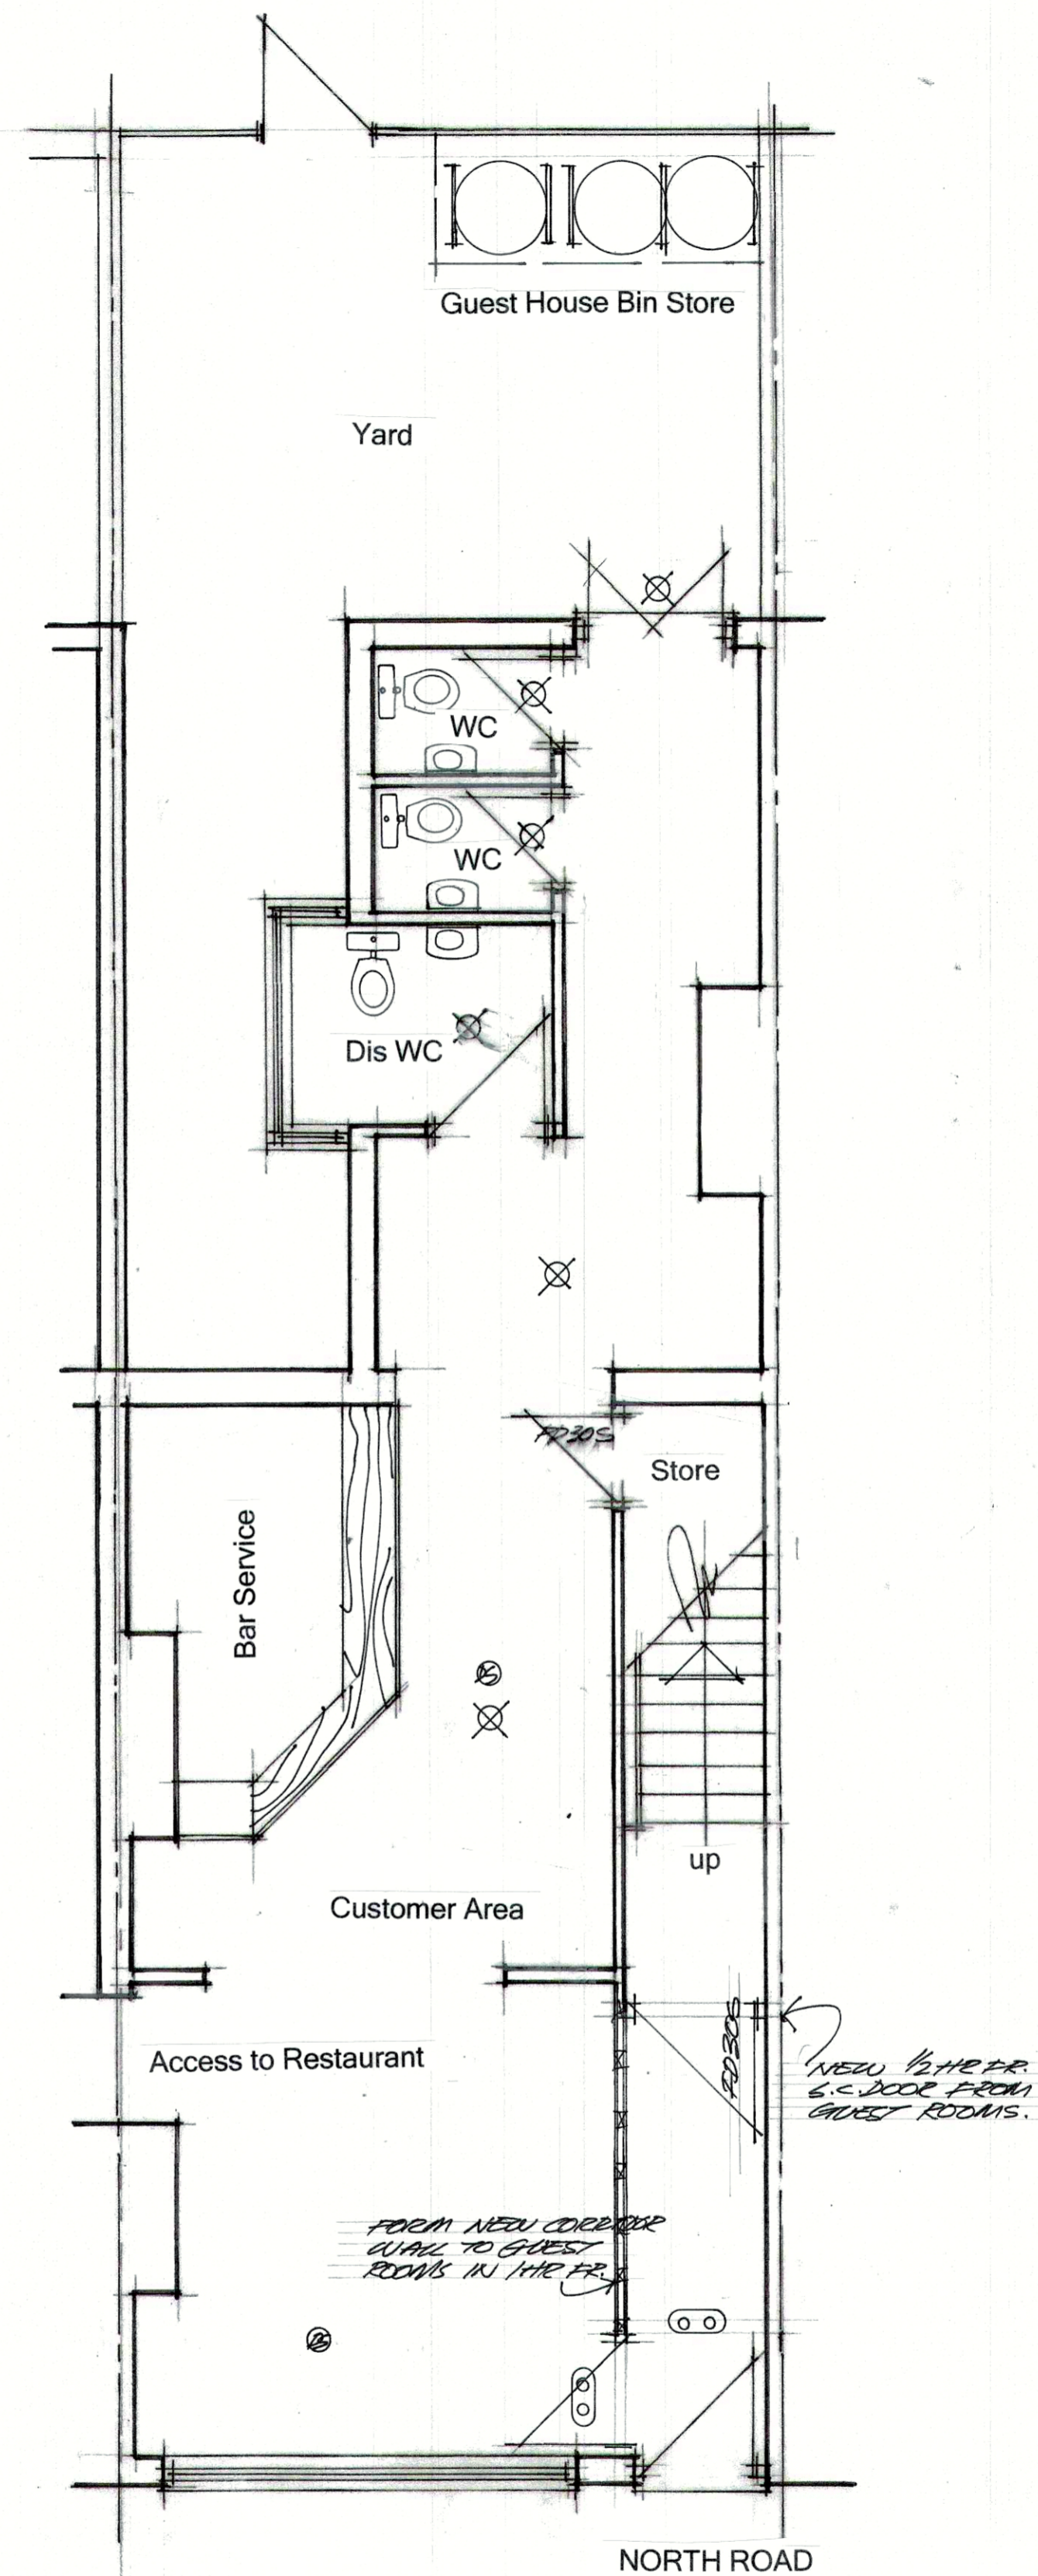 Guest House Bin Store
Yard
WC
WC
Dis WC
FD30S
Store
Bar Service
up
Customer Area
Access to Restaurant
FD30S
NEW 1/2 HR FR.
S.C. DOOR FROM
GUEST ROOMS.
FORM NEW CORRIDOR
WALL TO GUEST
ROOMS IN 1HR FR.
NORTH ROAD